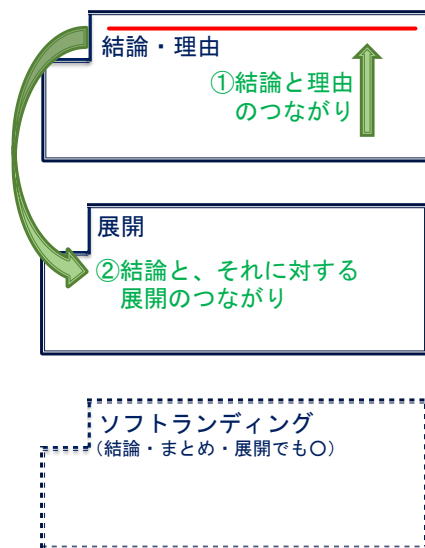 結論・理由
①結論と理由
のつながり
展開
②結論と、それに対する
展開のつながり
ソフトランディング
(結論・まとめ・展開でも〇)